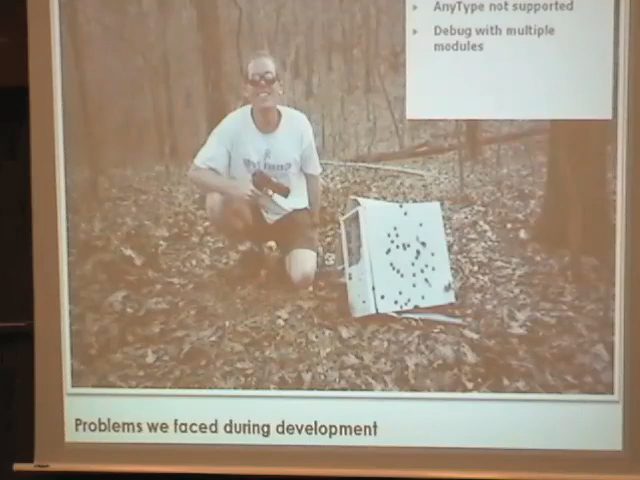 AnyType not supported
Debug with multiple
modules
Problems we faced during development